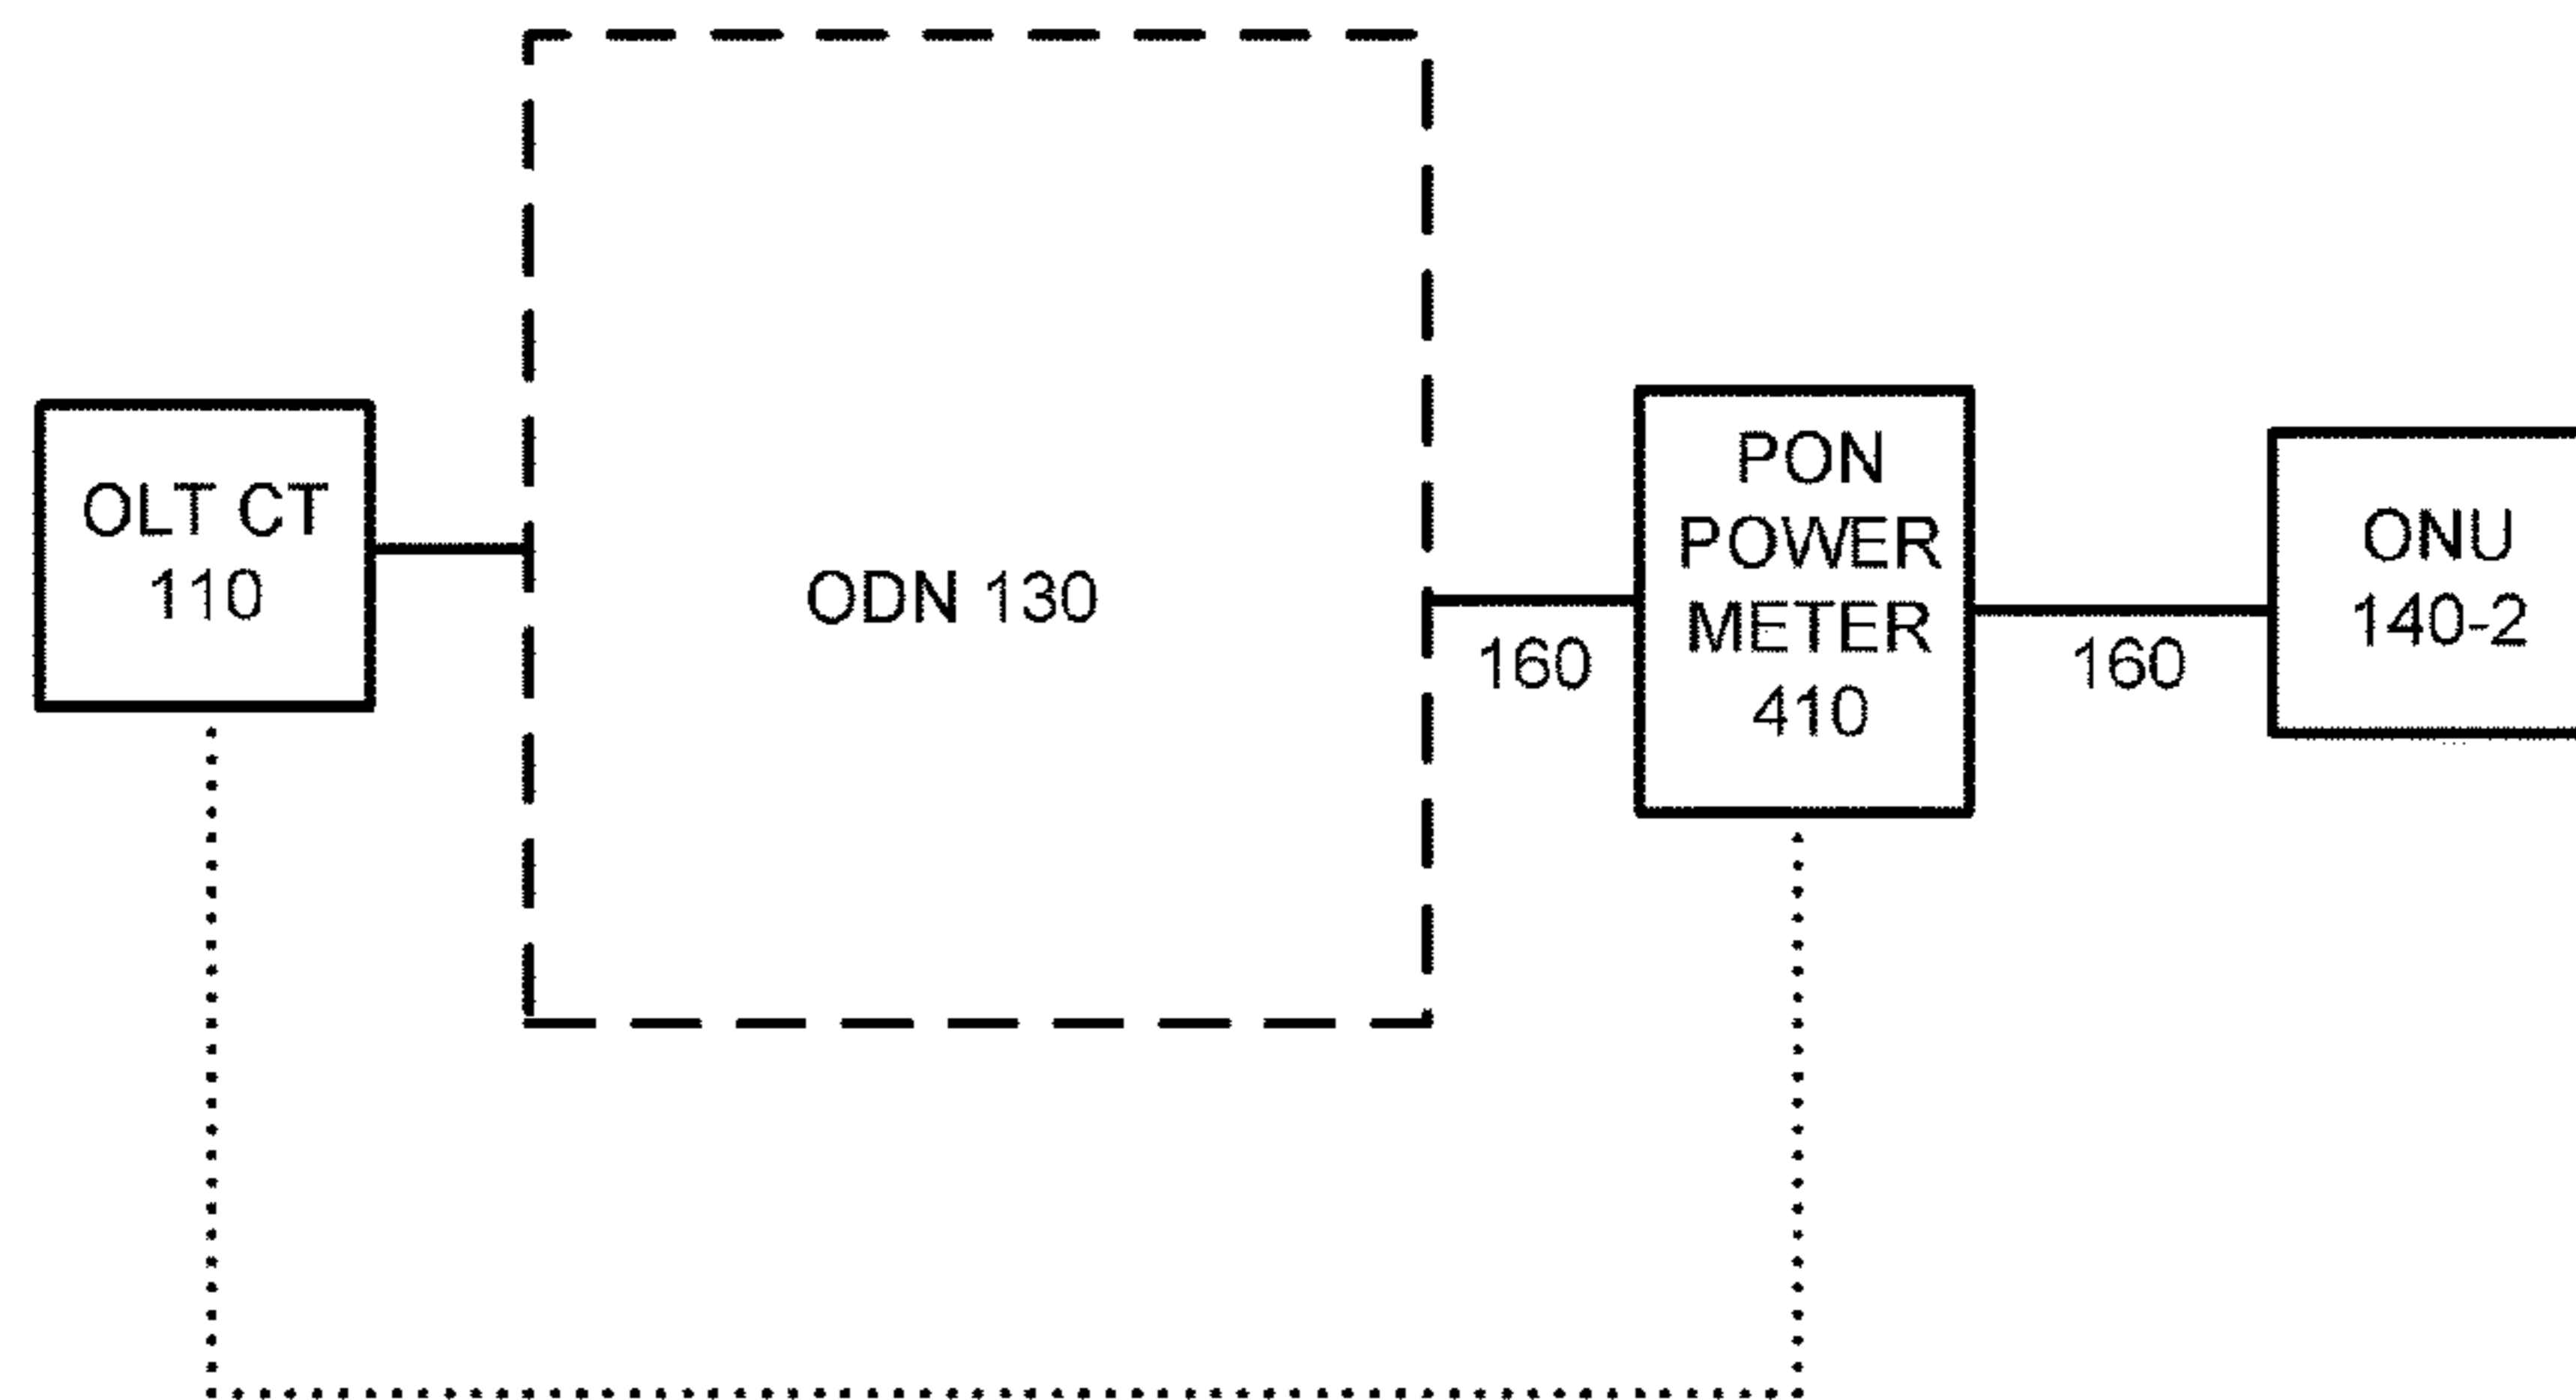 OLT CT
110
ODN 130
160
PON
POWER
METER
410
160
ONU
140-2